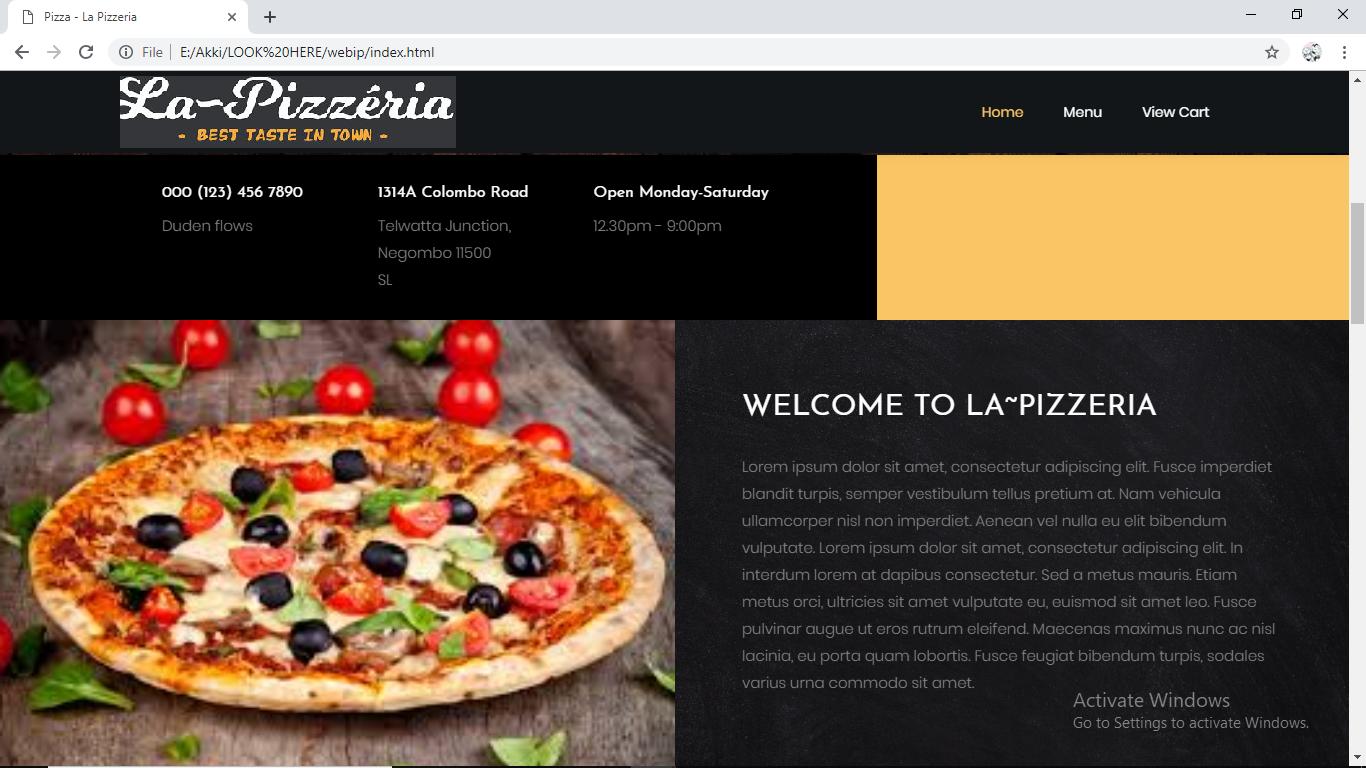 Pizza - La Pizzeria
File
E:/Akki/LOOK%20HERE/webip/index.html
La~Pizzéria
- BEST TASTE IN TOWN -
Home Menu View Cart
000 (123) 456 7890
Duden flows
1314A Colombo Road
Telwatta Junction,
Negombo 11500
SL
Open Monday-Saturday
12.30pm - 9:00pm
WELCOME TO LA~PIZZERIA
Lorem ipsum dolor sit amet, consectetur adipiscing elit. Fusce imperdiet
blandit turpis, semper vestibulum tellus pretium at. Nam vehicula
ullamcorper nisl non imperdiet. Aenean vel nulla eu elit bibendum
vulputate. Lorem ipsum dolor sit amet, consectetur adipiscing elit. In
interdum lorem at dapibus consectetur. Sed a metus mauris. Etiam
metus orci, ultricies sit amet vulputate eu, euismod sit amet leo. Fusce
pulvinar augue ut eros rutrum eleifend. Maecenas maximus nunc ac nisl
lacinia, eu porta quam lobortis. Fusce feugiat bibendum turpis, sodales
varius urna commodo sit amet.
Activate Windows
Go to Settings to activate Windows.